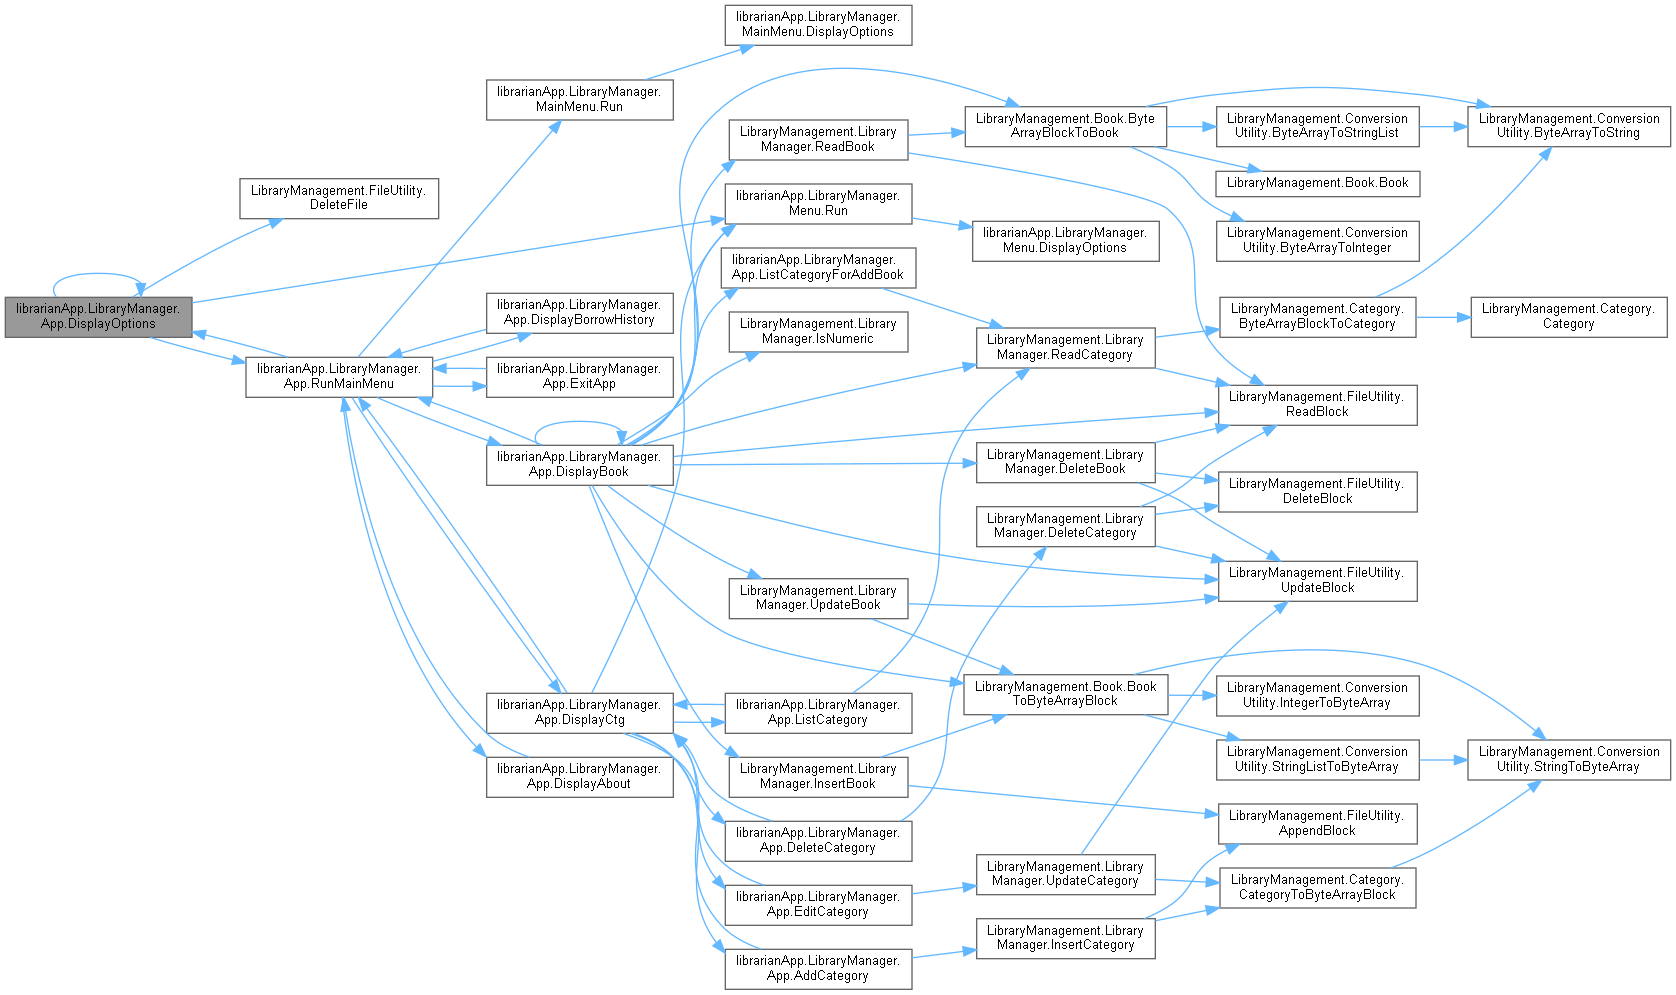 librarianApp.LibraryManager.
MainMenu.DisplayOptions
librarianApp.LibraryManager.
MainMenu.Run
LibraryManagement.Book.Byte
ArrayBlockToBook
LibraryManagement.Conversion
Utility.ByteArrayToStringList
LibraryManagement.Conversion
Utility.ByteArrayToString
LibraryManagement.Library
Manager.ReadBook
LibraryManagement.Book.Book
LibraryManagement.FileUtility.
DeleteFile
librarianApp.LibraryManager.
Menu.Run
librarianApp.LibraryManager.
Menu.DisplayOptions
LibraryManagement.Conversion
Utility.ByteArrayToInteger
librarianApp.LibraryManager.
App.ListCategoryForAddBook
librarianApp.LibraryManager.
App.DisplayOptions
librarianApp.LibraryManager.
App.DisplayBorrowHistory
LibraryManagement.Library
Manager.IsNumeric
LibraryManagement.Category.
ByteArrayBlockToCategory
LibraryManagement.Category.
Category
LibraryManagement.Library
Manager.ReadCategory
librarianApp.LibraryManager.
App.RunMainMenu
librarianApp.LibraryManager.
App.ExitApp
LibraryManagement.FileUtility.
ReadBlock
librarianApp.LibraryManager.
App.DisplayBook
LibraryManagement.Library
Manager.DeleteBook
LibraryManagement.FileUtility.
DeleteBlock
LibraryManagement.Library
Manager.DeleteCategory
LibraryManagement.FileUtility.
UpdateBlock
LibraryManagement.Library
Manager.UpdateBook
LibraryManagement.Book.Book
ToByteArrayBlock
LibraryManagement.Conversion
Utility.IntegerToByteArray
librarianApp.LibraryManager.
App.DisplayCtg
librarianApp.LibraryManager.
App.ListCategory
LibraryManagement.Conversion
Utility.StringListToByteArray
LibraryManagement.Conversion
Utility.StringToByteArray
librarianApp.LibraryManager.
App.DisplayAbout
LibraryManagement.Library
Manager.InsertBook
LibraryManagement.FileUtility.
AppendBlock
librarianApp.LibraryManager.
App.DeleteCategory
LibraryManagement.Library
Manager.UpdateCategory
LibraryManagement.Category.
CategoryToByteArrayBlock
librarianApp.LibraryManager.
App.EditCategory
LibraryManagement.Library
Manager.InsertCategory
librarianApp.LibraryManager.
App.AddCategory